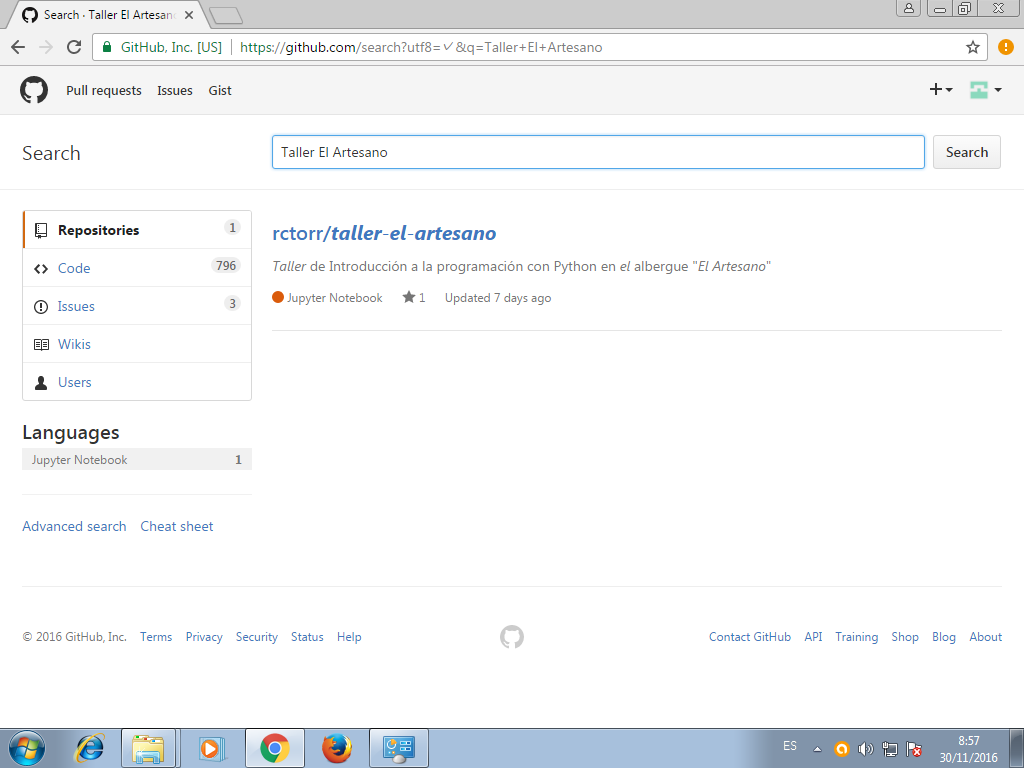 Search · Taller El Artesan
GitHub, Inc. [US] https://github.com/search?utf8=✓&q=Taller+El+Artesano
Pull requests Issues Gist
Search Taller El Artesano Search
Repositories 1
Code 796
Issues 3
Wikis
Users
rctorr/taller-el-artesano
Taller de Introducción a la programación con Python en el albergue "El Artesano"
Jupyter Notebook 1 Updated 7 days ago
Languages
Jupyter Notebook 1
Advanced search Cheat sheet
© 2016 GitHub, Inc. Terms Privacy Security Status Help Contact GitHub API Training Shop Blog About
ES 8:57
30/11/2016